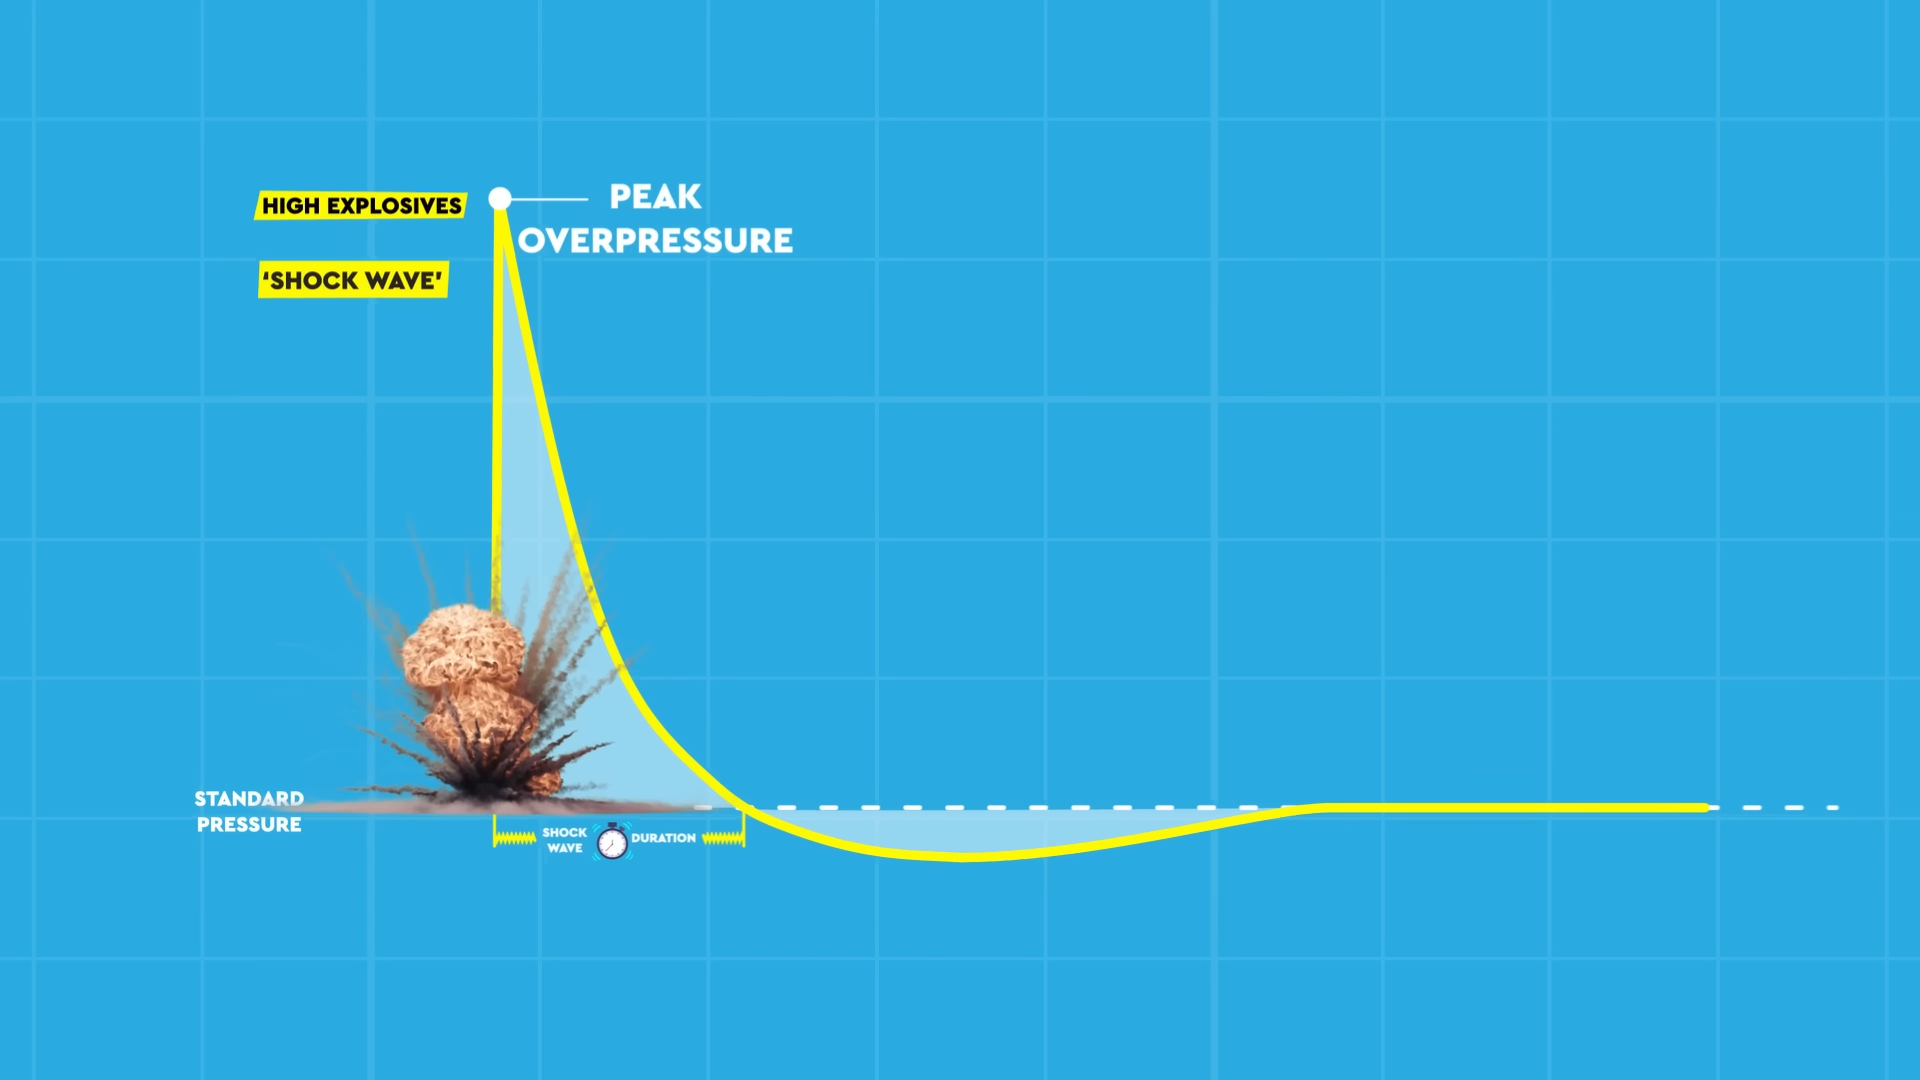 HIGH EXPLOSIVES
PEAK
OVERPRESSURE
‘SHOCK WAVE’
STANDARD
PRESSURE
SHOCK
WAVE
DURATION